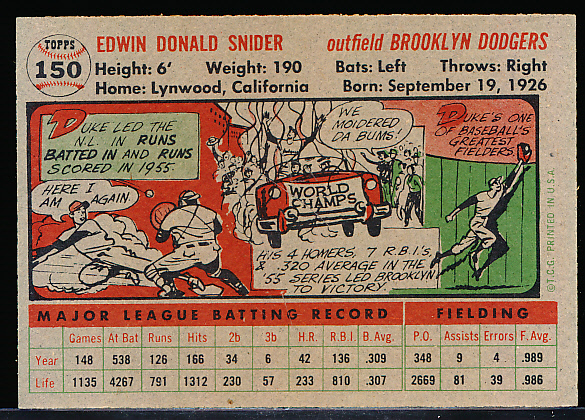 TOPPS
150
EDWIN DONALD SNIDER outfield BROOKLYN DODGERS
Height: 6' Weight: 190 Bats: Left Throws: Right
Home: Lynwood, California Born: September 19, 1926
DUKE LED THE
N.L. IN RUNS
BATTED IN AND RUNS
SCORED IN 1955.
HERE I
AM AGAIN
WE
MOIDERED
DA BUMS!
WORLD
CHAMPS
HIS 4 HOMERS, 7 R.B.I.'S,
& .320 AVERAGE IN THE
'55 SERIES LED BROOKLYN
TO VICTORY.
DUKE'S ONE
OF BASEBALL'S
GREATEST
FIELDERS.
©T.C.G. PRINTED IN U.S.A.
MAJOR LEAGUE BATTING RECORD FIELDING
Games At Bat Runs Hits 2b 3b H.R. R.B.I. B.Avg. P.O. Assists Errors F.Avg.
Year 148 538 126 166 34 6 42 136 .309 348 9 4 .989
Life 1135 4267 791 1312 230 57 233 810 .307 2669 81 39 .986